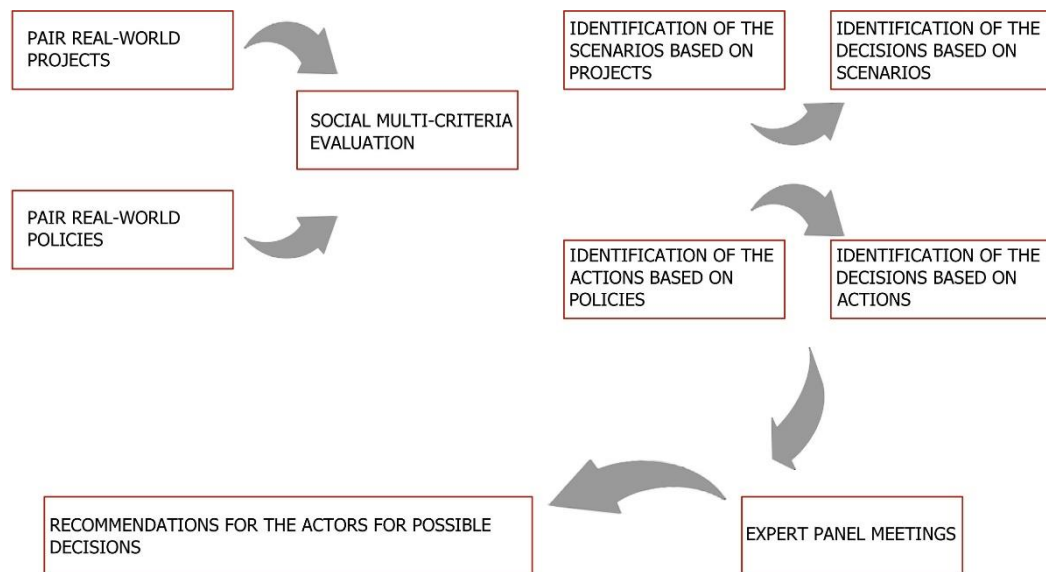 PAIR REAL-WORLD
PROJECTS
SOCIAL MULTI-CRITERIA
EVALUATION
PAIR REAL-WORLD
POLICIES
IDENTIFICATION OF THE
SCENARIOS BASED ON
PROJECTS
IDENTIFICATION OF THE
DECISIONS BASED ON
SCENARIOS
IDENTIFICATION OF THE
ACTIONS BASED ON
POLICIES
IDENTIFICATION OF THE
DECISIONS BASED ON
ACTIONS
EXPERT PANEL MEETINGS
RECOMMENDATIONS FOR THE ACTORS FOR POSSIBLE
DECISIONS